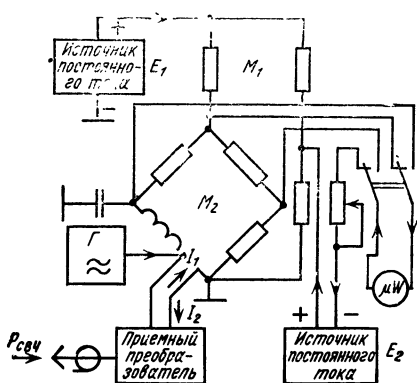 +
Источник
постоянно-
го тока
E₁
−
M₁
M₂
Г
≈
I₁
I₂
μW
+ −
Pсвч
Приемный
преобра-
зователь
Источник
постоянного
тока
E₂